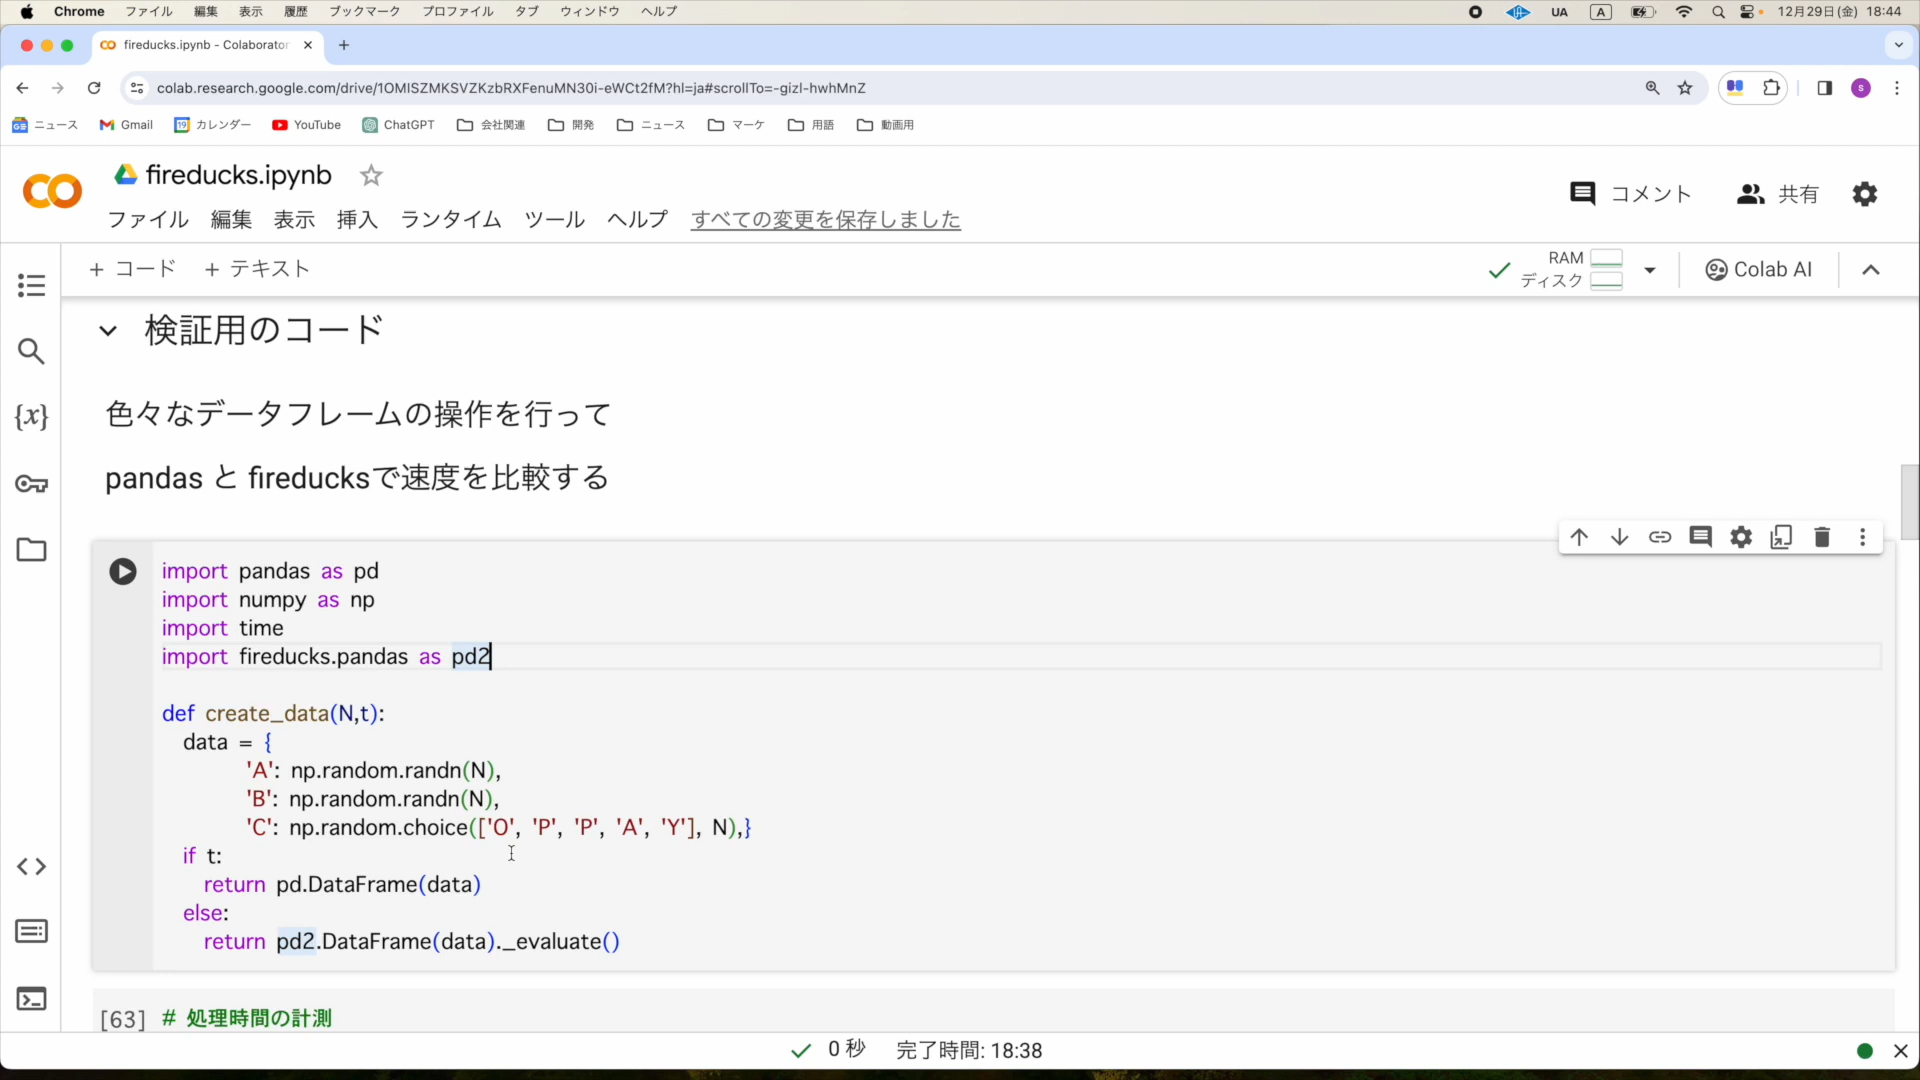 Chrome ファイル 編集 表示 履歴 ブックマーク プロファイル タブ ウィンドウ ヘルプ UA A 12月29日(金) 18:44
fireducks.ipynb - Colaborator
colab.research.google.com/drive/1OMISZMKSVZKzbRXFenuMN30i-eWCt2fM?hl=ja#scrollTo=-gizl-hwhMnZ S
ニュース Gmail 19 カレンダー YouTube ChatGPT 会社関連 開発 ニュース マーケ 用語 動画用
fireducks.ipynb
コメント 共有
ファイル 編集 表示 挿入 ランタイム ツール ヘルプ すべての変更を保存しました
+ コード + テキスト RAM ディスク Colab AI
検証用のコード
色々なデータフレームの操作を行って
pandas と fireducksで速度を比較する
{x}
import pandas as pd
import numpy as np
import time
import fireducks.pandas as pd2
def create_data(N,t):
data = {
'A': np.random.randn(N),
'B': np.random.randn(N),
'C': np.random.choice(['O', 'P', 'P', 'A', 'Y'], N),}
if t:
return pd.DataFrame(data)
else:
return pd2.DataFrame(data)._evaluate()
[63] # 処理時間の計測
0 秒 完了時間: 18:38